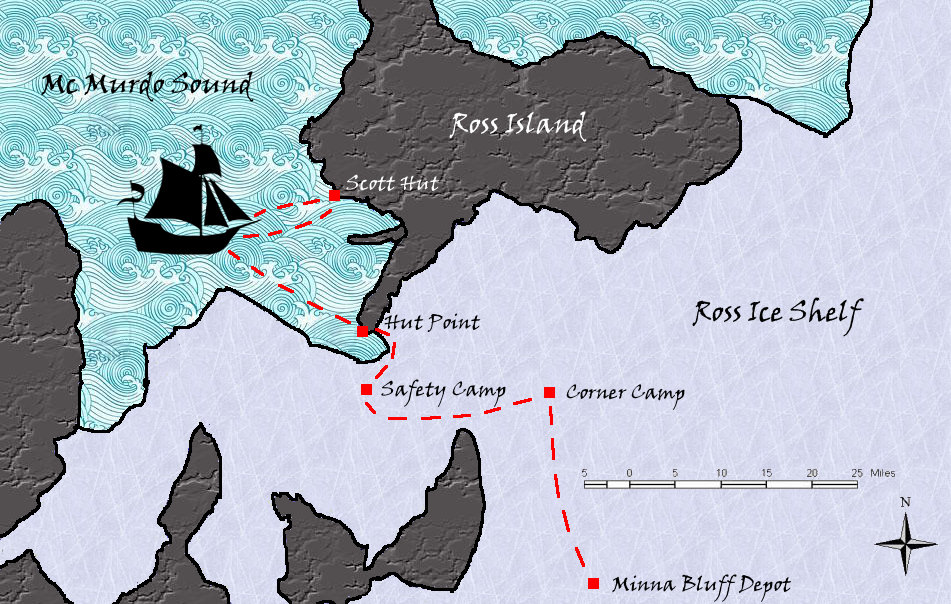 Mc Murdo Sound
Ross Island
Scott Hut
Ross Ice Shelf
Hut Point
Safety Camp
Corner Camp
5 0 5 10 15 20 25 Miles
N
Minna Bluff Depot